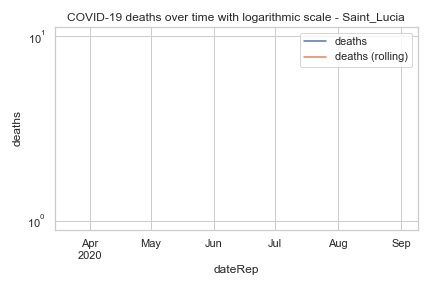 COVID-19 deaths over time with logarithmic scale - Saint_Lucia
10¹
deaths
deaths (rolling)
deaths
10⁰
Apr May Jun Jul Aug Sep
2020
dateRep